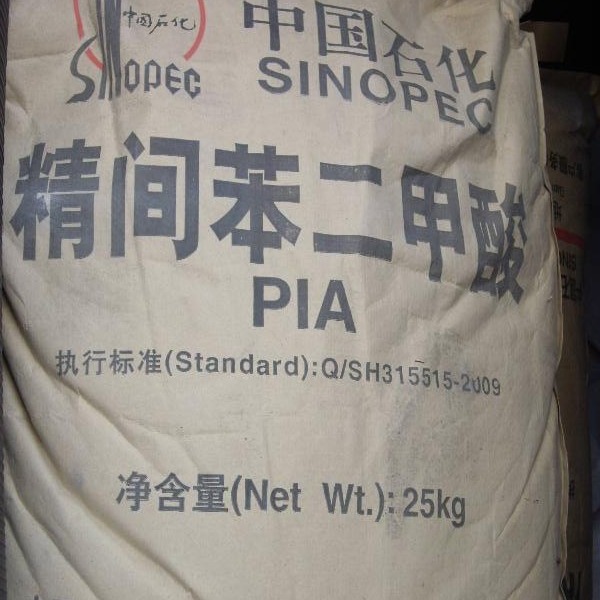 中国石化
SINOPEC
中国石化
SINOPEC
精间苯二甲酸
PIA
执行标准(Standard):Q/SH315515-2009
净含量(Net Wt.): 25kg